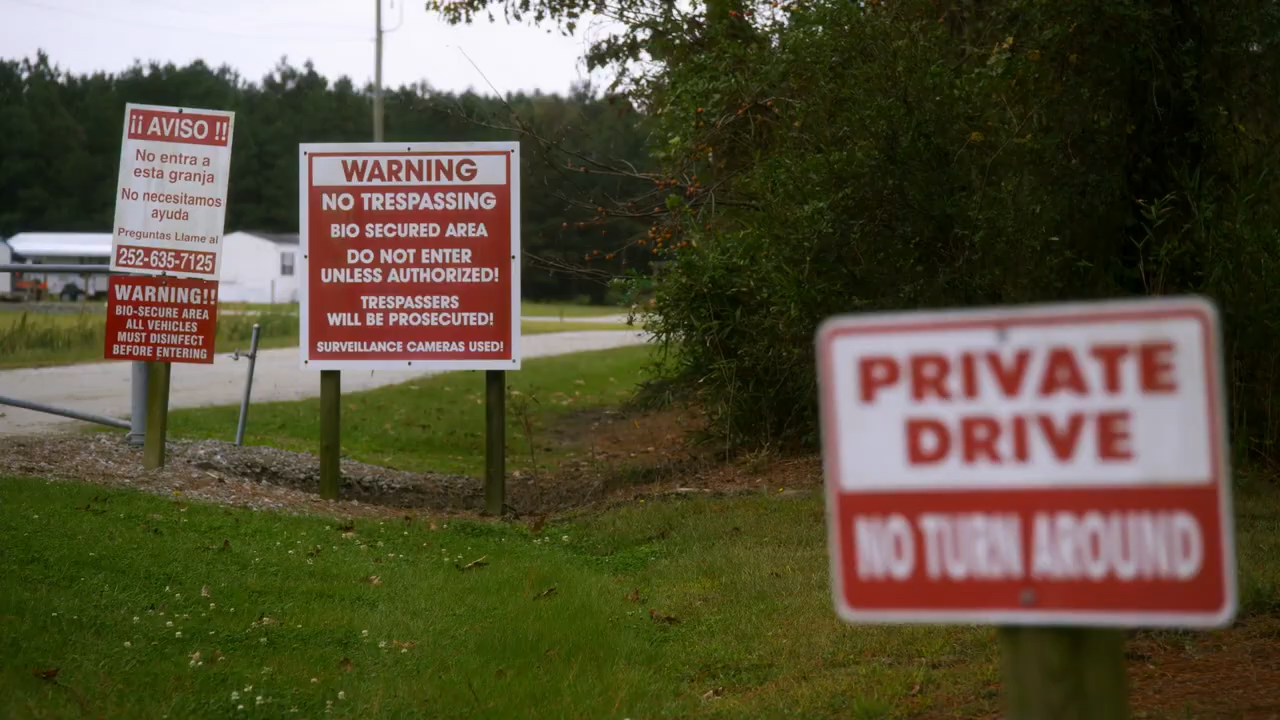 ¡¡ AVISO !!
No entra a
esta granja
No necesitamos
ayuda
Preguntas Llame al
252-635-7125
WARNING!!
BIO-SECURE AREA
ALL VEHICLES
MUST DISINFECT
BEFORE ENTERING
WARNING
NO TRESPASSING
BIO SECURED AREA
DO NOT ENTER
UNLESS AUTHORIZED!
TRESPASSERS
WILL BE PROSECUTED!
SURVEILLANCE CAMERAS USED!
PRIVATE
DRIVE
NO TURN AROUND